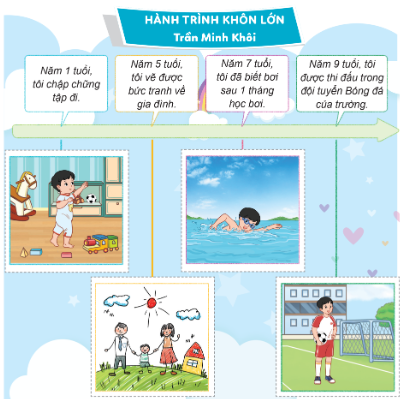 HÀNH TRÌNH KHÔN LỚN
Trần Minh Khôi
Năm 1 tuổi,
tôi chập chững
tập đi.
Năm 5 tuổi,
tôi vẽ được
bức tranh về
gia đình.
Năm 7 tuổi,
tôi đã biết bơi
sau 1 tháng
học bơi.
Năm 9 tuổi, tôi
được thi đấu trong
đội tuyển Bóng đá
của trường.